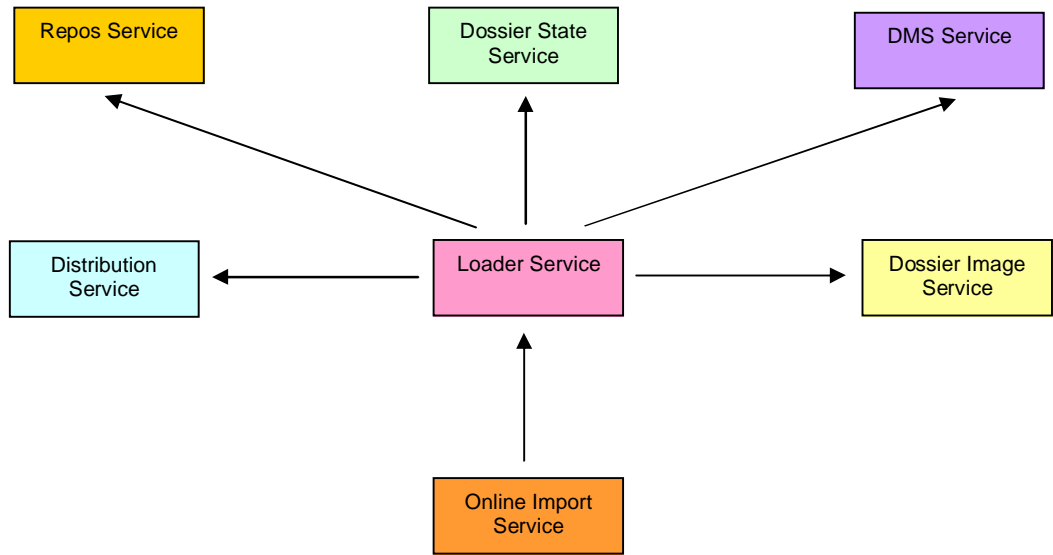 Repos Service
Dossier State
Service
DMS Service
Distribution
Service
Loader Service
Dossier Image
Service
Online Import
Service